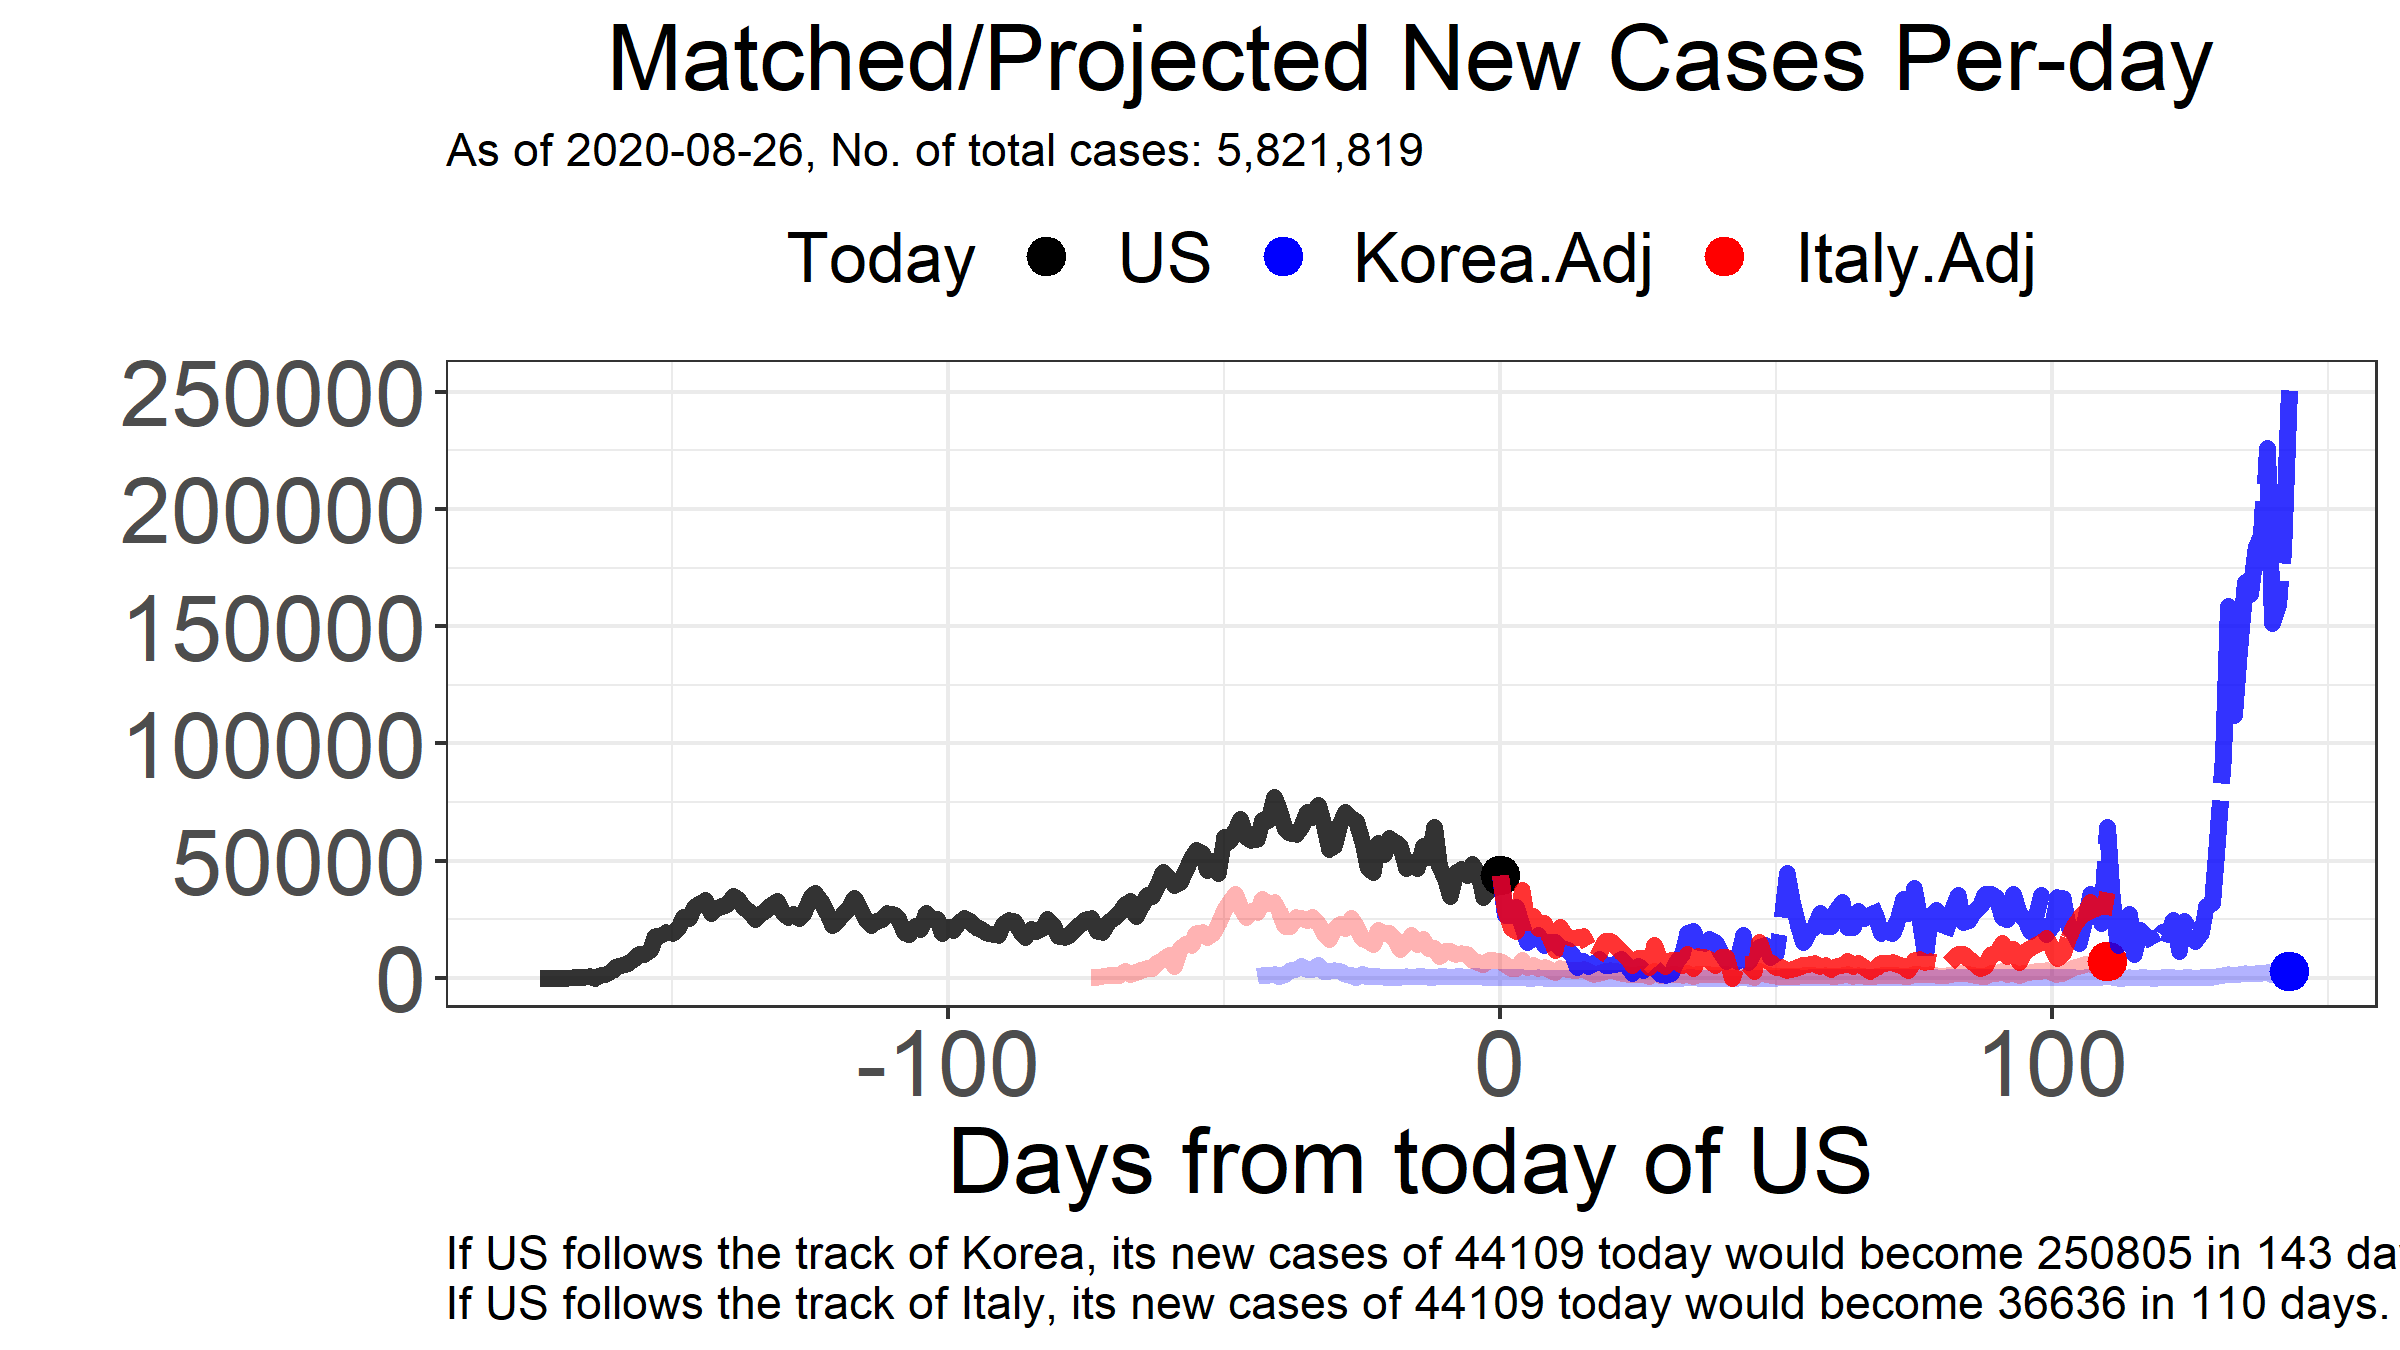 Matched/Projected New Cases Per-day
As of 2020-08-26, No. of total cases: 5,821,819
Today US Korea.Adj Italy.Adj
250000
200000
150000
100000
50000
0
-100 0 100
Days from today of US
If US follows the track of Korea, its new cases of 44109 today would become 250805 in 143 da
If US follows the track of Italy, its new cases of 44109 today would become 36636 in 110 days.